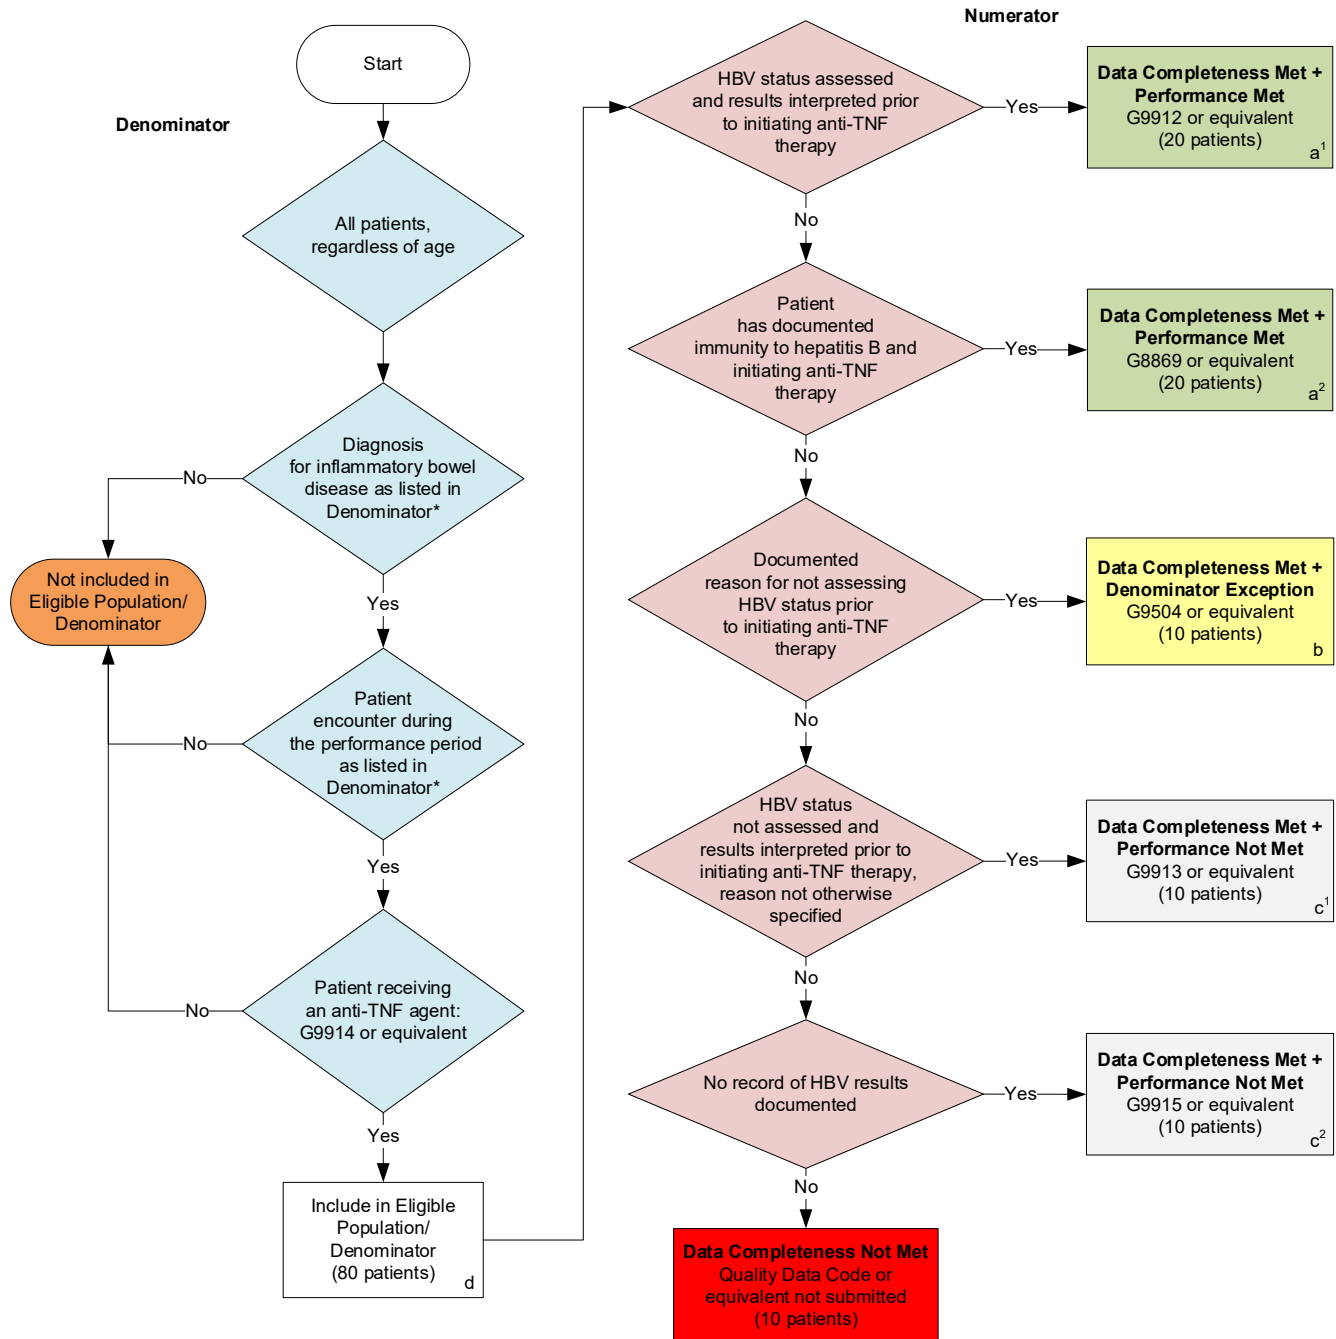 Numerator
Denominator
Start
All patients,
regardless of age
Diagnosis
for inflammatory bowel
disease as listed in
Denominator*
No
Not included in
Eligible Population/
Denominator
Yes
Patient
encounter during
the performance period
as listed in
Denominator*
No
Yes
Patient receiving
an anti-TNF agent:
G9914 or equivalent
No
Yes
Include in Eligible
Population/
Denominator
(80 patients)
d
HBV status assessed
and results interpreted prior
to initiating anti-TNF
therapy
Yes
Data Completeness Met +
Performance Met
G9912 or equivalent
(20 patients)
a1
No
Patient
has documented
immunity to hepatitis B and
initiating anti-TNF
therapy
Yes
Data Completeness Met +
Performance Met
G8869 or equivalent
(20 patients)
a2
No
Documented
reason for not assessing
HBV status prior
to initiating anti-TNF
therapy
Yes
Data Completeness Met +
Denominator Exception
G9504 or equivalent
(10 patients)
b
No
HBV status
not assessed and
results interpreted prior to
initiating anti-TNF therapy,
reason not otherwise
specified
Yes
Data Completeness Met +
Performance Not Met
G9913 or equivalent
(10 patients)
c1
No
No record of HBV results
documented
Yes
Data Completeness Met +
Performance Not Met
G9915 or equivalent
(10 patients)
c2
No
Data Completeness Not Met
Quality Data Code or
equivalent not submitted
(10 patients)